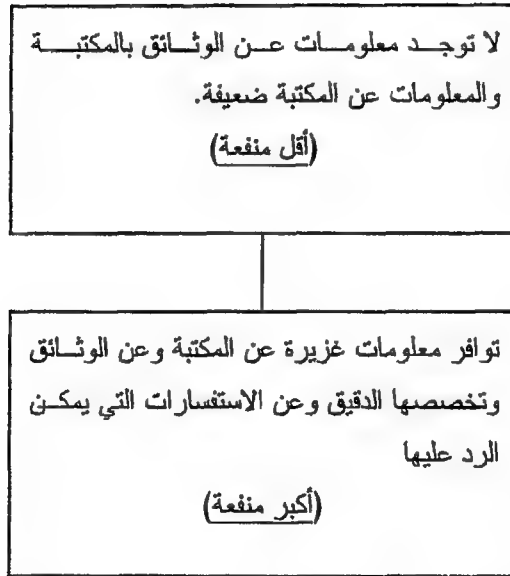 لا توجد معلومات عن الوثائق بالمكتبة
والمعلومات عن المكتبة ضعيفة.
(أقل منفعة)
توافر معلومات غزيرة عن المكتبة وعن الوثائق
وتخصصها الدقيق وعن الاستفسارات التي يمكن
الرد عليها
(أكبر منفعة)